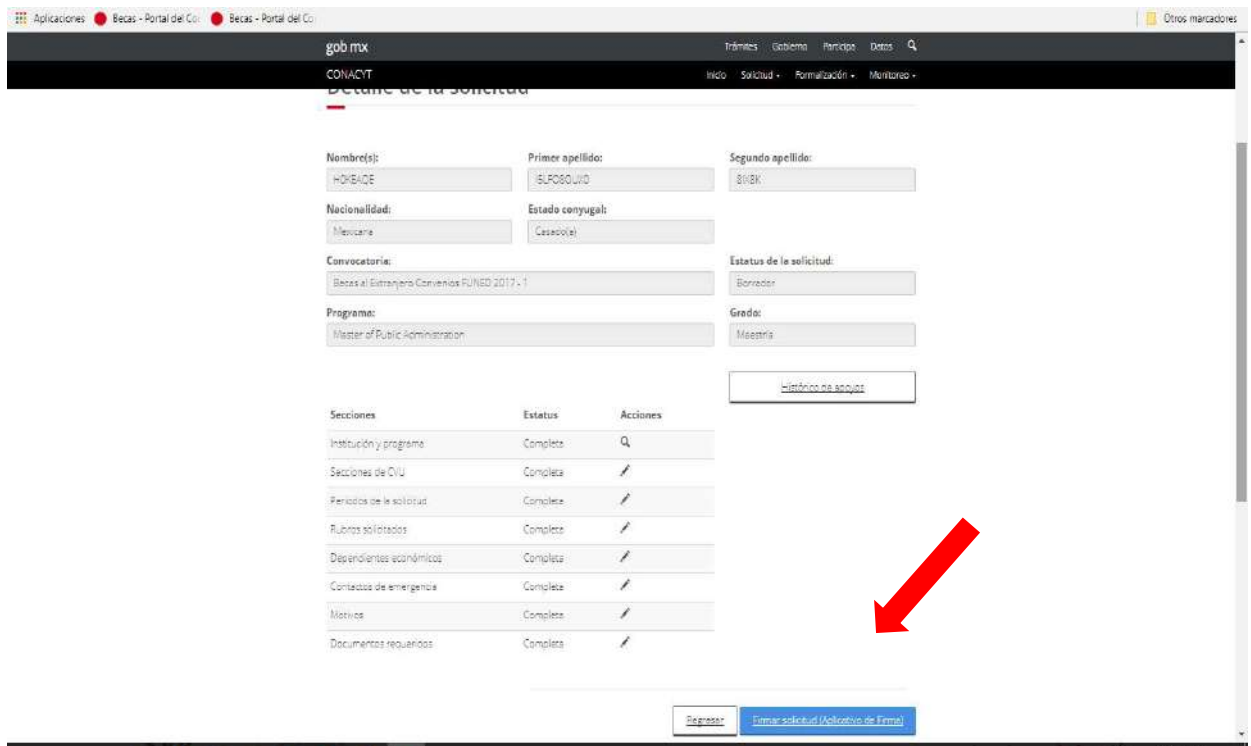 Aplicaciones Becas - Portal del Co Becas - Portal del Co Otros marcadores
gob mx Trámites Gobierno Participa Datos
CONACYT Inicio Solicitud Formalización Monitoreo
Detalle de la solicitud
Nombre(s): Primer apellido: Segundo apellido:
Nacionalidad: Estado conyugal:
Mexicana Casado(a)
Convocatoria: Estatus de la solicitud:
Becas al Extranjero Convenios FUNED 2017 - 1 Borrador
Programa: Grado:
Master of Public Administration Maestría
Histórico de apoyos
Secciones Estatus Acciones
Institución y programa Completa
Secciones de CVU Completa
Periodos de la solicitud Completa
Rubros solicitados Completa
Dependientes económicos Completa
Contactos de emergencia Completa
Motivos Completa
Documentos requeridos Completa
Regresar Firmar solicitud (Aplicativo de Firma)